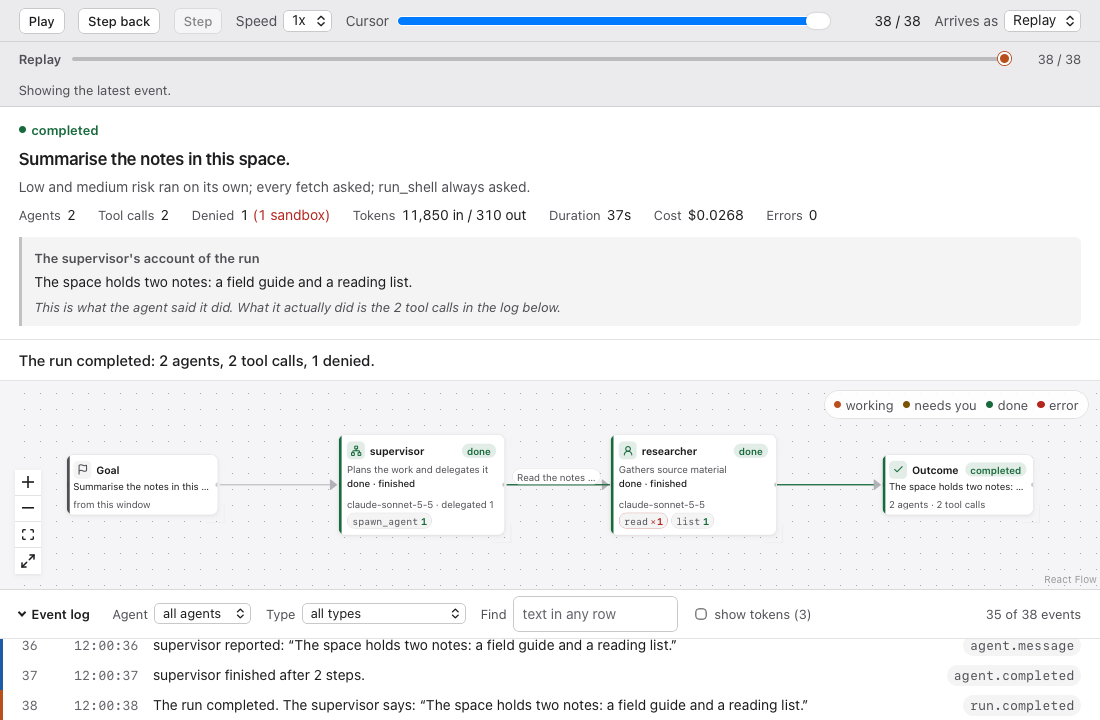 Play Step back Step Speed 1x Cursor 38 / 38 Arrives as Replay
Replay 38 / 38
Showing the latest event.
completed
Summarise the notes in this space.
Low and medium risk ran on its own; every fetch asked; run_shell always asked.
Agents 2 Tool calls 2 Denied 1 (1 sandbox) Tokens 11,850 in / 310 out Duration 37s Cost $0.0268 Errors 0
The supervisor's account of the run
The space holds two notes: a field guide and a reading list.
This is what the agent said it did. What it actually did is the 2 tool calls in the log below.
The run completed: 2 agents, 2 tool calls, 1 denied.
working needs you done error
Goal
Summarise the notes in this ...
from this window
supervisor done
Plans the work and delegates it
done · finished
claude-sonnet-5-5 · delegated 1
spawn_agent 1
Read the notes ...
researcher done
Gathers source material
done · finished
claude-sonnet-5-5
read ×1 list 1
Outcome completed
The space holds two notes: ...
2 agents · 2 tool calls
React Flow
Event log Agent all agents Type all types Find text in any row show tokens (3) 35 of 38 events
36 12:00:36 supervisor reported: “The space holds two notes: a field guide and a reading list.” agent.message
37 12:00:37 supervisor finished after 2 steps. agent.completed
38 12:00:38 The run completed. The supervisor says: “The space holds two notes: a field guide and a reading list.” run.completed